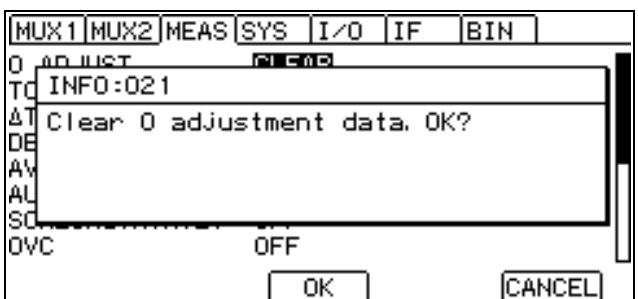 MUX1 MUX2 MEAS SYS I/O IF BIN
0 ADJUST CLEAR
INFO:021
Clear 0 adjustment data. OK?
OVC OFF
OK CANCEL